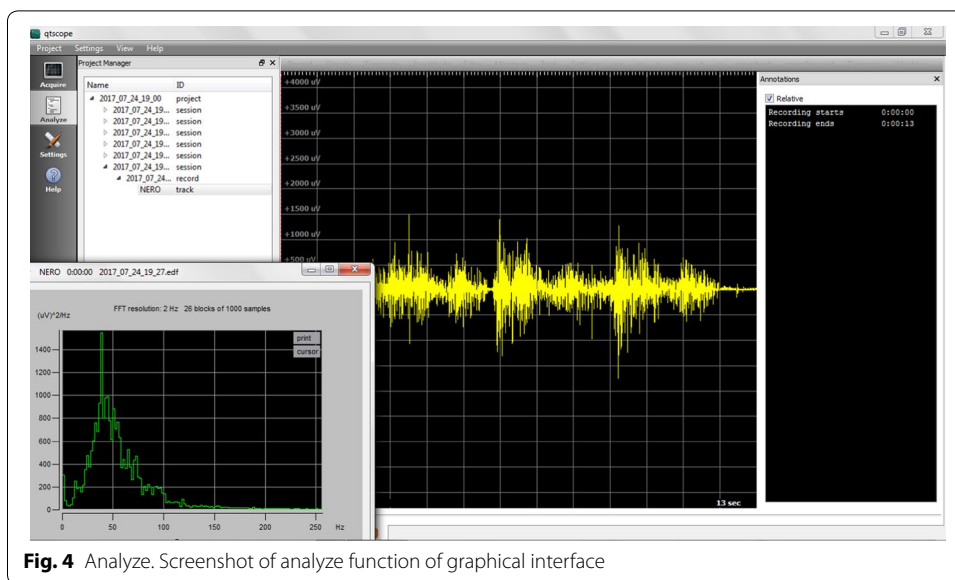 qtscope
Project Settings View Help
Project Manager
Acquire
Analyze
Settings
Help
Name ID
2017_07_24_19_00 project
2017_07_24_19... session
2017_07_24_19... session
2017_07_24_19... session
2017_07_24_19... session
2017_07_24_19... session
2017_07_24... record
NERO track
+4000 uV
+3500 uV
+3000 uV
+2500 uV
+2000 uV
+1500 uV
+1000 uV
+500 uV
13 sec
Annotations
Relative
Recording starts 0:00:00
Recording ends 0:00:13
NERO 0:00:00 2017_07_24_19_27.edf
FFT resolution: 2 Hz 26 blocks of 1000 samples
(uV)^2/Hz
print
cursor
1400
1200
1000
800
600
400
200
0
0 50 100 150 200 250 Hz
Fig. 4 Analyze. Screenshot of analyze function of graphical interface